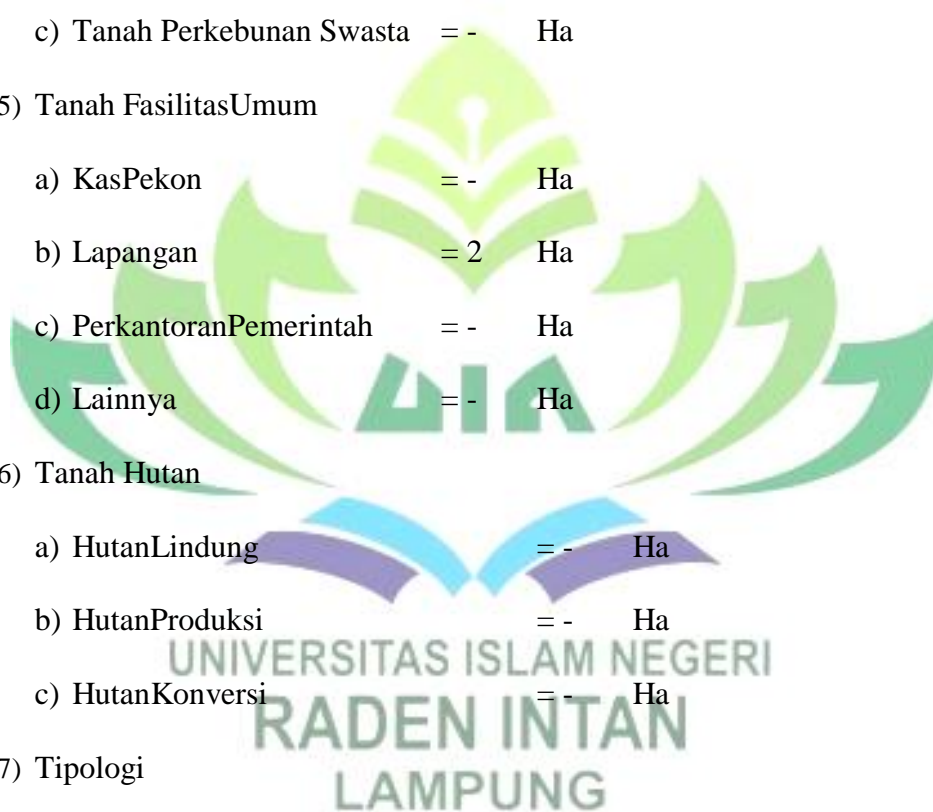 c) Tanah Perkebunan Swasta = - Ha
5) Tanah FasilitasUmum
a) KasPekon = - Ha
b) Lapangan = 2 Ha
c) PerkantoranPemerintah = - Ha
d) Lainnya = - Ha
UIA
6) Tanah Hutan
a) HutanLindung = - Ha
b) HutanProduksi = - Ha
UNIVERSITAS ISLAM NEGERI
c) HutanKonversi = - Ha
RADEN INTAN
7) Tipologi
LAMPUNG